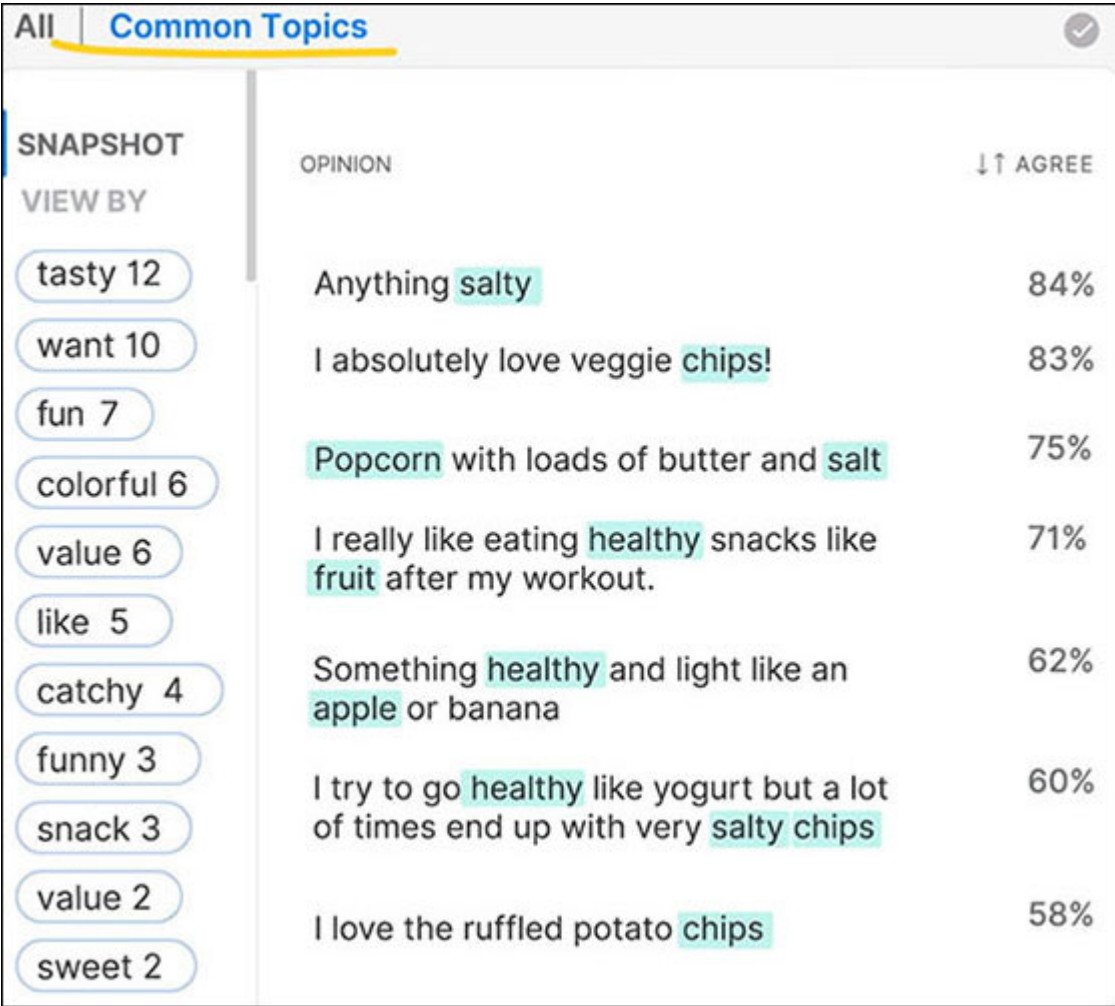 All | Common Topics
SNAPSHOT
VIEW BY
tasty 12
want 10
fun 7
colorful 6
value 6
like 5
catchy 4
funny 3
snack 3
value 2
sweet 2
OPINION ↓↑ AGREE
Anything salty 84%
I absolutely love veggie chips! 83%
Popcorn with loads of butter and salt 75%
I really like eating healthy snacks like 71%
fruit after my workout.
Something healthy and light like an 62%
apple or banana
I try to go healthy like yogurt but a lot 60%
of times end up with very salty chips
I love the ruffled potato chips 58%